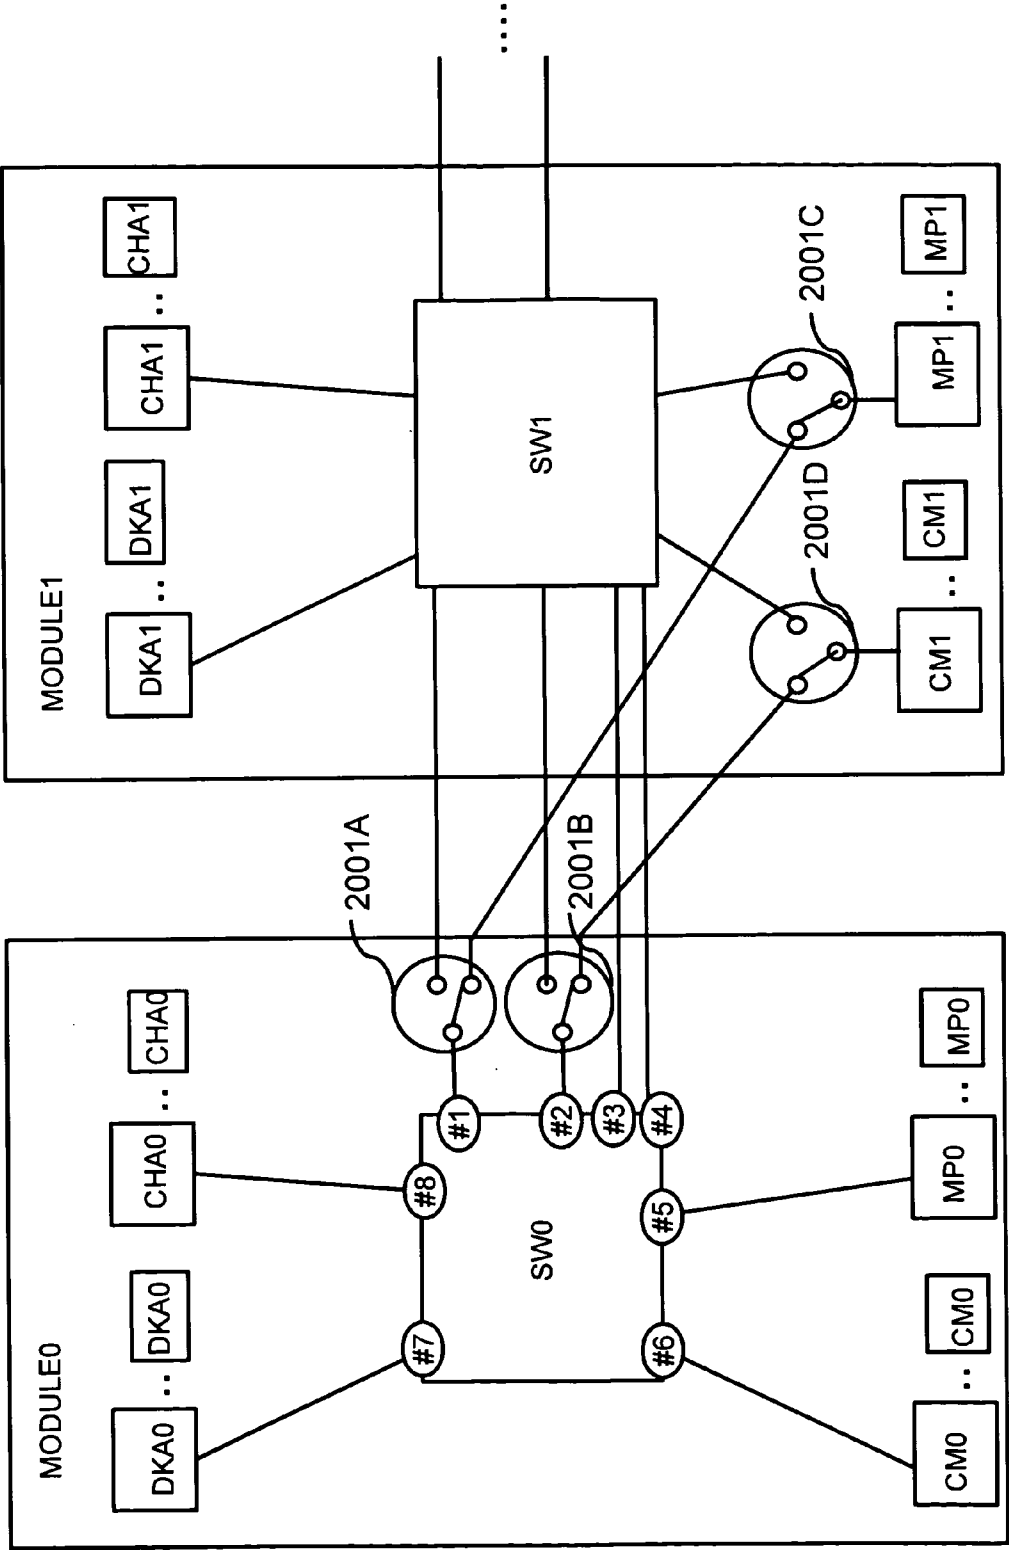 MODULE0
DKA0 .. DKA0
CHA0 .. CHA0
#7
#8
SW0
#1
#2
#3
#4
#6
#5
CM0 .. CM0
MP0 .. MP0
2001A
2001B
MODULE1
DKA1 .. DKA1
CHA1 .. CHA1
SW1
2001D
2001C
CM1 .. CM1
MP1 .. MP1
....